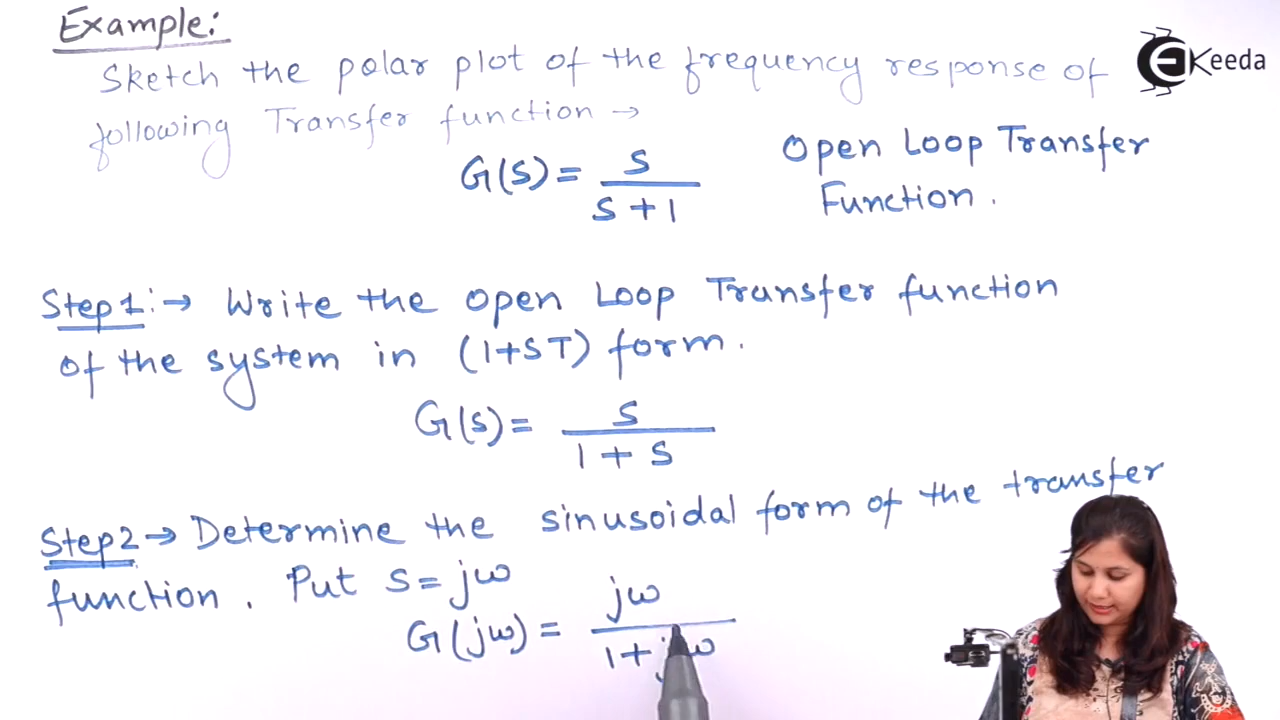 Example:
Sketch the polar plot of the frequency response of
following Transfer function →
G(S) = s / s + 1
Open Loop Transfer
Function.
Step 1: → Write the Open Loop Transfer function
of the system in (1+ST) form.
G(s) = s / 1 + s
Step 2 → Determine the sinusoidal form of the transfer
function. Put s = jω
G(jω) = jω / 1 + jω
EKeeda